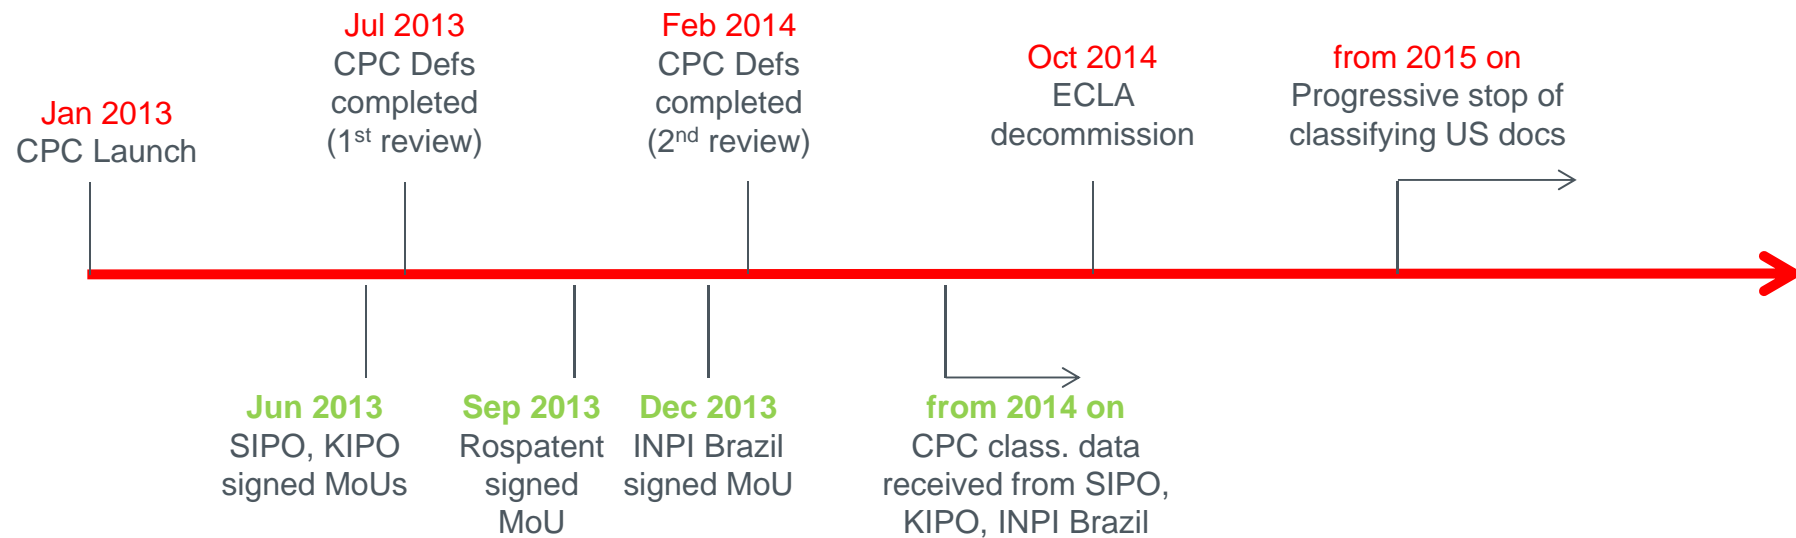 Jan 2013
CPC Launch
Jul 2013
CPC Defs
completed
(1st review)
Feb 2014
CPC Defs
completed
(2nd review)
Oct 2014
ECLA
decommission
from 2015 on
Progressive stop of
classifying US docs
Jun 2013
SIPO, KIPO
signed MoUs
Sep 2013
Rospatent
signed
MoU
Dec 2013
INPI Brazil
signed MoU
from 2014 on
CPC class. data
received from SIPO,
KIPO, INPI Brazil